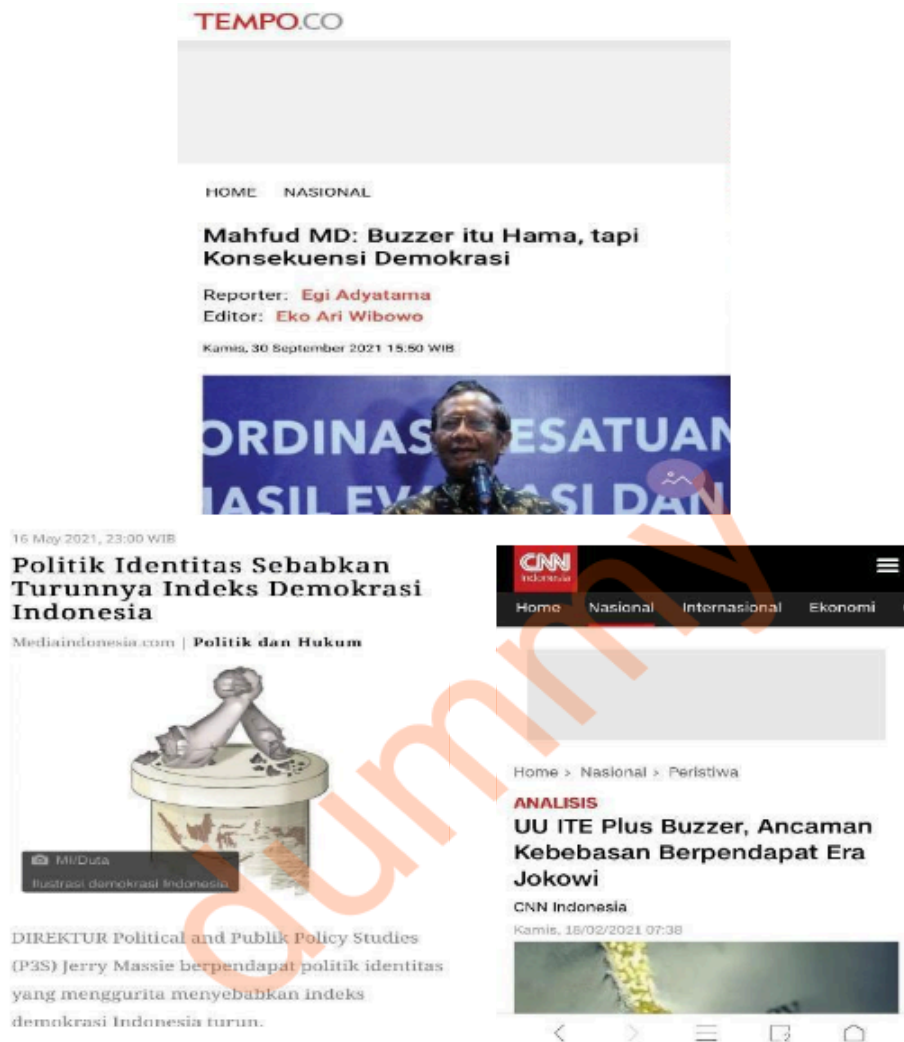 TEMPO.CO
HOME NASIONAL
Mahfud MD: Buzzer itu Hama, tapi
Konsekuensi Demokrasi
Reporter: Egi Adyatama
Editor: Eko Ari Wibowo
Kamis, 30 September 2021 15:50 WIB
ORDINAS ESATUAN
HASIL EV ASI DAN
16 May 2021, 23:00 WIB
Politik Identitas Sebabkan
Turunnya Indeks Demokrasi
Indonesia
Mediaindonesia.com | Politik dan Hukum
MI/Duta
Ilustrasi demokrasi Indonesia
DIREKTUR Political and Publik Policy Studies
(P3S) Jerry Massie berpendapat politik identitas
yang menggurita menyebabkan indeks
demokrasi Indonesia turun.
CNN
Indonesia
Home Nasional Internasional Ekonomi
Home > Nasional > Peristiwa
ANALISIS
UU ITE Plus Buzzer, Ancaman
Kebebasan Berpendapat Era
Jokowi
CNN Indonesia
Kamis, 18/02/2021 07:38
dummy